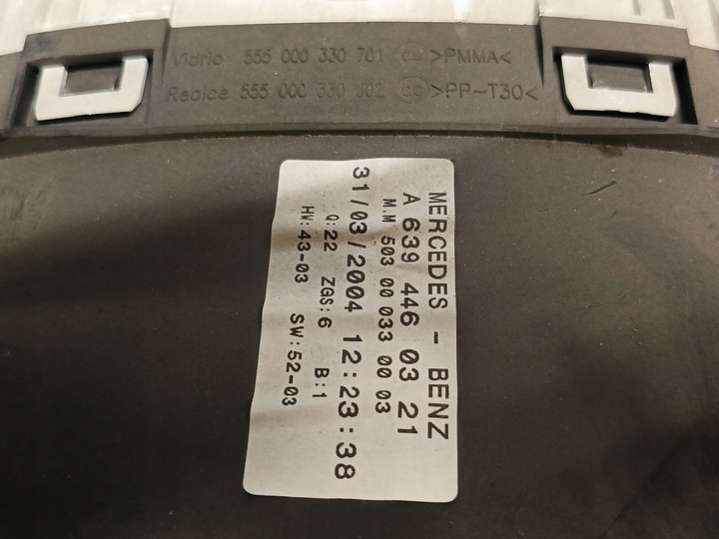 Vidrio 555 000 330 701 >PMMA<
Realce 555 000 330 002 >PP-T30<
MERCEDES - BENZ
A 639 446 03 21
M.M 503 00 033 00 03
31/03/2004 12:23:38
Q:22 ZGS:6 B:1
HW:43-03 SW:52-03